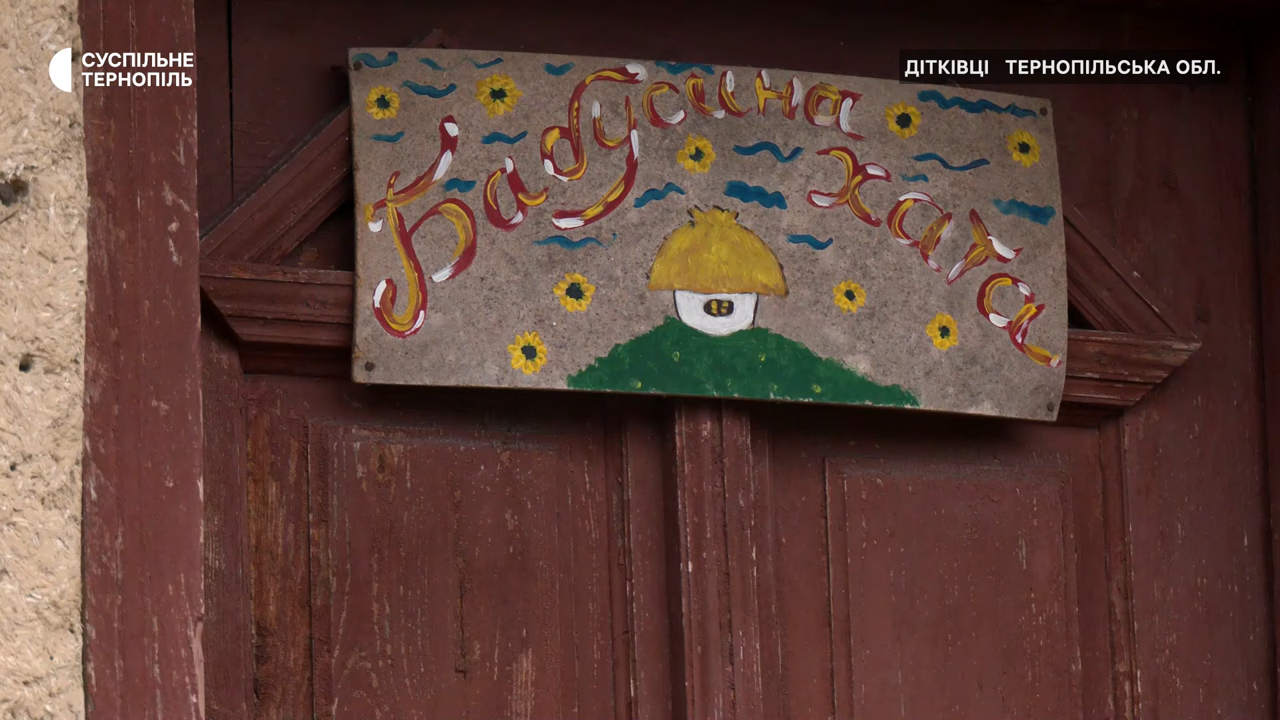 СУСПІЛЬНЕ
ТЕРНОПІЛЬ
ДІТКІВЦІ ТЕРНОПІЛЬСЬКА ОБЛ.
Бабусина
хата